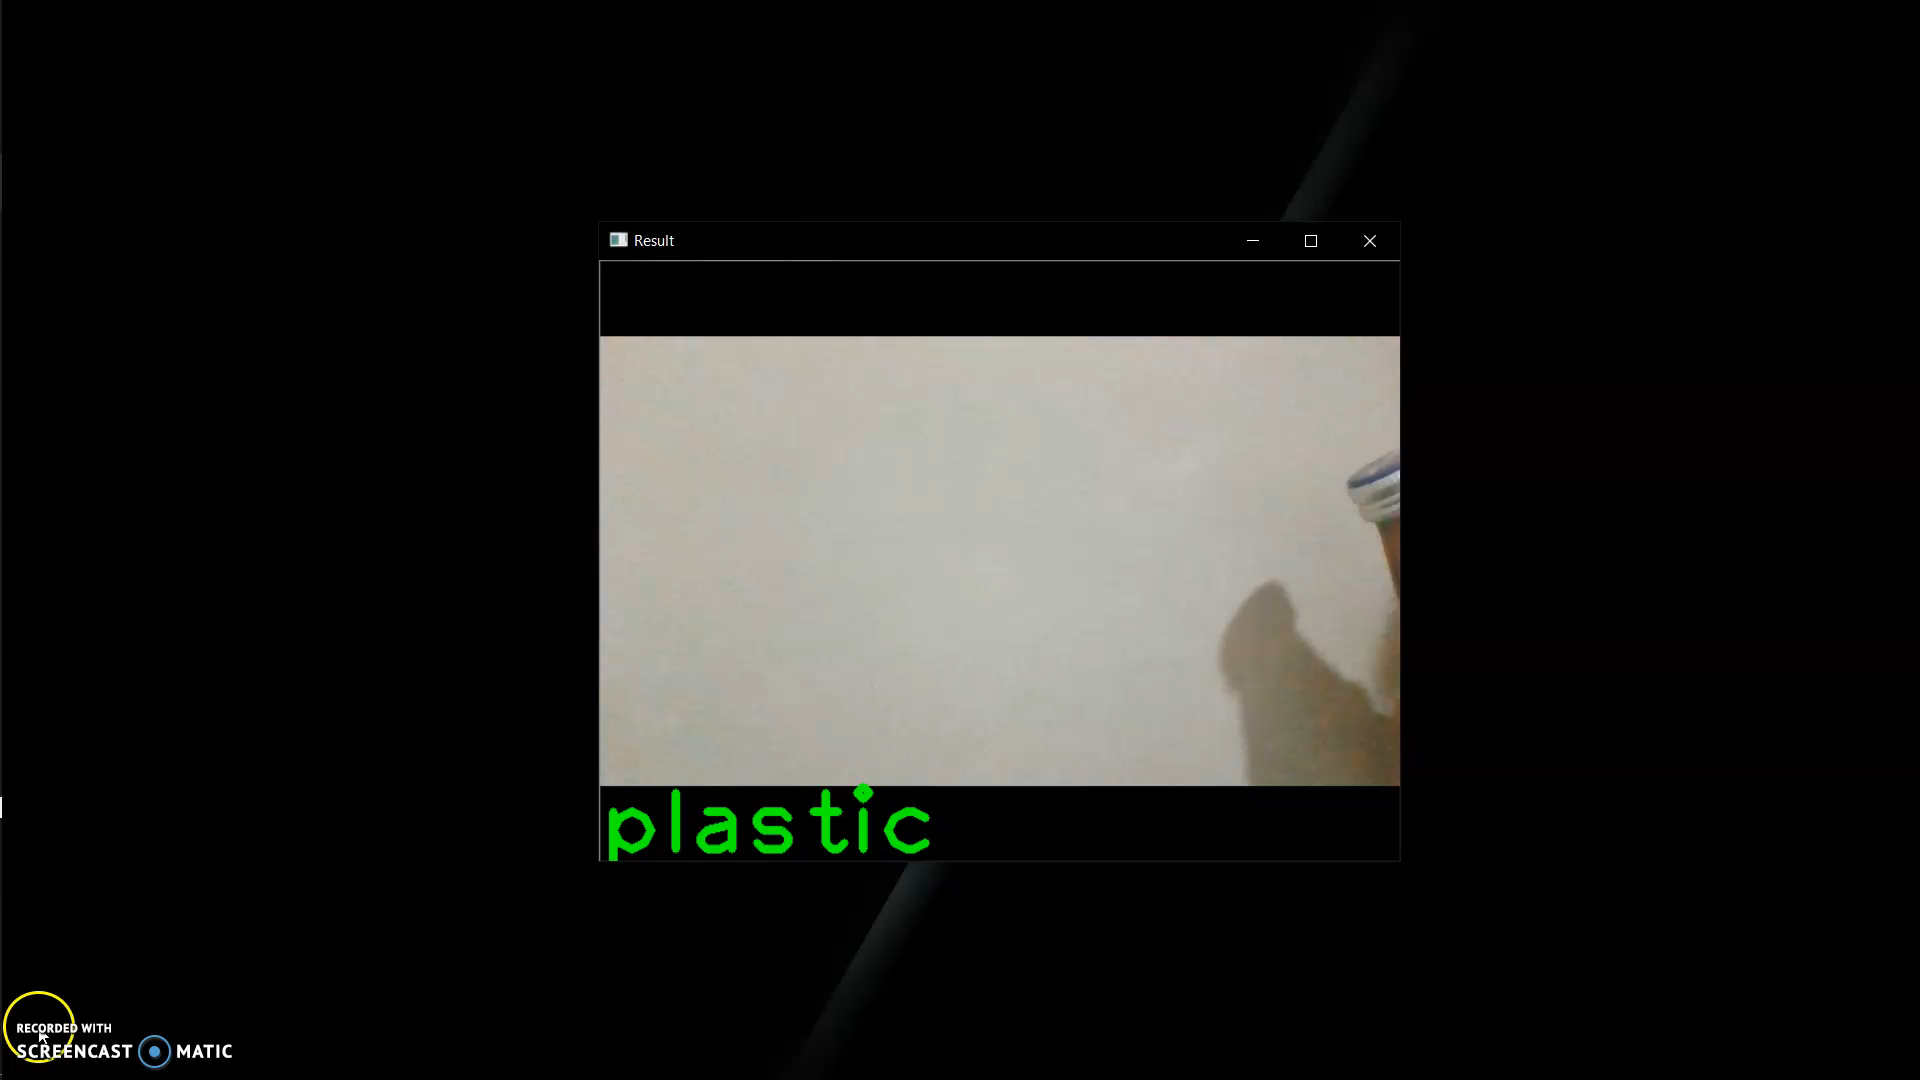 Result
plastic
RECORDED WITH
SCREENCAST MATIC